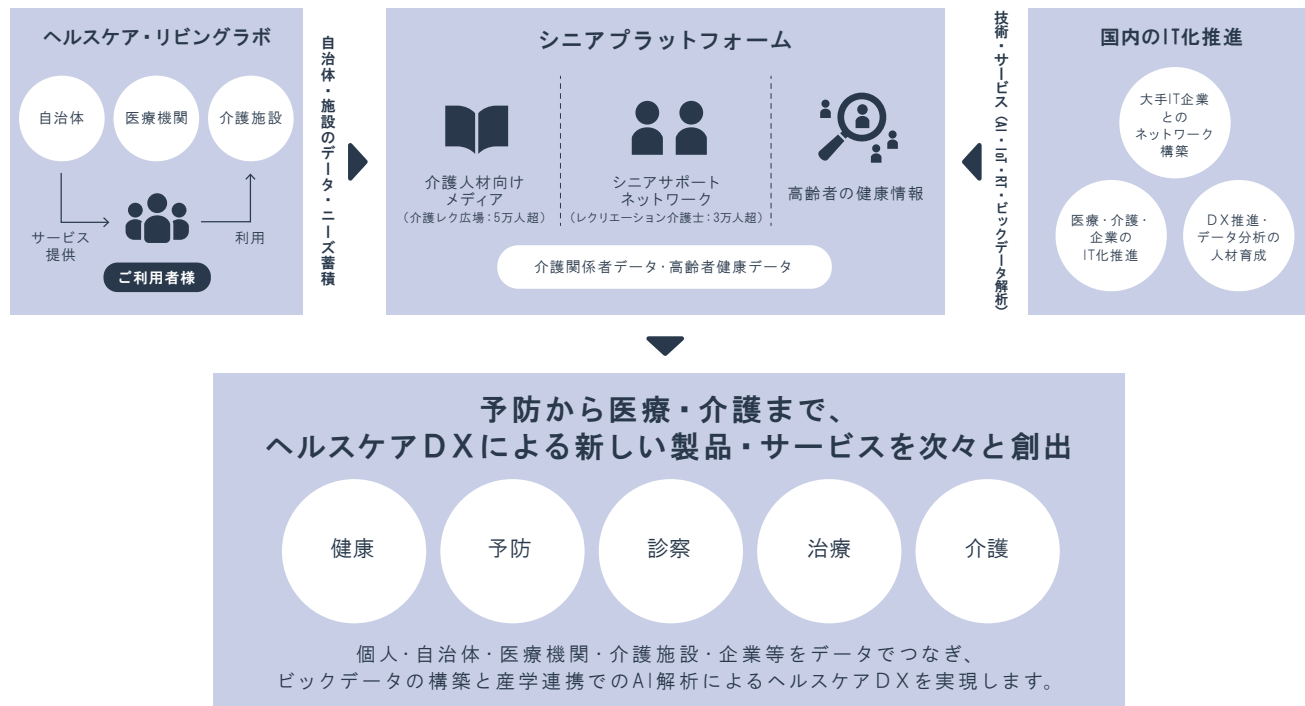 ヘルスケア・リビングラボ
自治体
医療機関
介護施設
サービス
提供
利用
ご利用者様
自治体・施設のデータ・ニーズ蓄積
シニアプラットフォーム
介護人材向け
メディア
(介護レク広場:5万人超)
シニアサポート
ネットワーク
(レクリエーション介護士:3万人超)
高齢者の健康情報
介護関係者データ・高齢者健康データ
技術・サービス(AI・IoT・RT・ビックデータ解析)
国内のIT化推進
大手IT企業
との
ネットワーク
構築
医療・介護・
企業の
IT化推進
DX推進・
データ分析の
人材育成
予防から医療・介護まで、
ヘルスケアDXによる新しい製品・サービスを次々と創出
健康
予防
診察
治療
介護
個人・自治体・医療機関・介護施設・企業等をデータでつなぎ、
ビックデータの構築と産学連携でのAI解析によるヘルスケアDXを実現します。